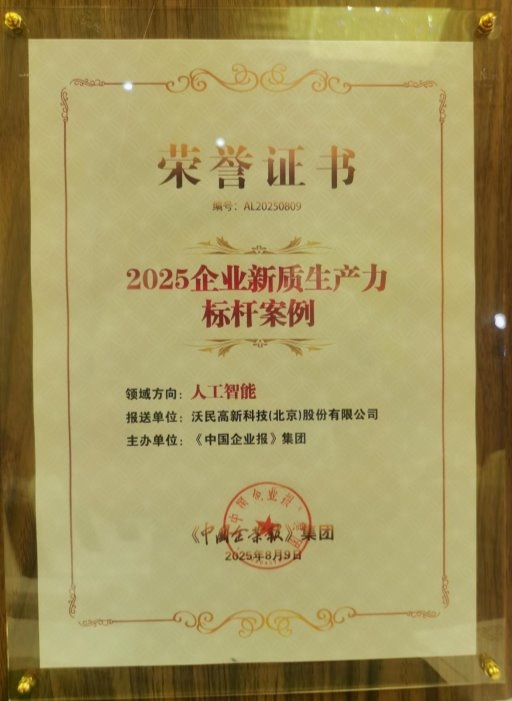 荣誉证书
编号：AL20250809
2025企业新质生产力
标杆案例
领域方向：人工智能
报送单位：沃民高新科技(北京)股份有限公司
主办单位：《中国企业报》集团
《中国企业报》集团
2025年8月9日